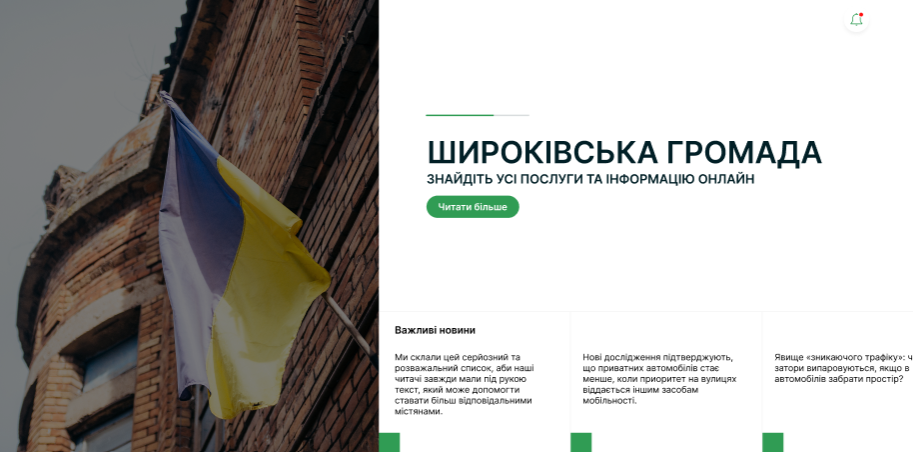 ШИРОКІВСЬКА ГРОМАДА
ЗНАЙДІТЬ УСІ ПОСЛУГИ ТА ІНФОРМАЦІЮ ОНЛАЙН
Читати більше
Важливі новини
Ми склали цей серйозний та
розважальний список, аби наші
читачі завжди мали під рукою
текст, який може допомогти
ставати більш відповідальними
містянами.
Нові дослідження підтверджують,
що приватних автомобілів стає
менше, коли приоритет на вулицях
віддається іншим засобам
мобільності.
Явище «зникаючого трафіку»: ч
затори випаровуються, якщо в
автомобілів забрати простір?